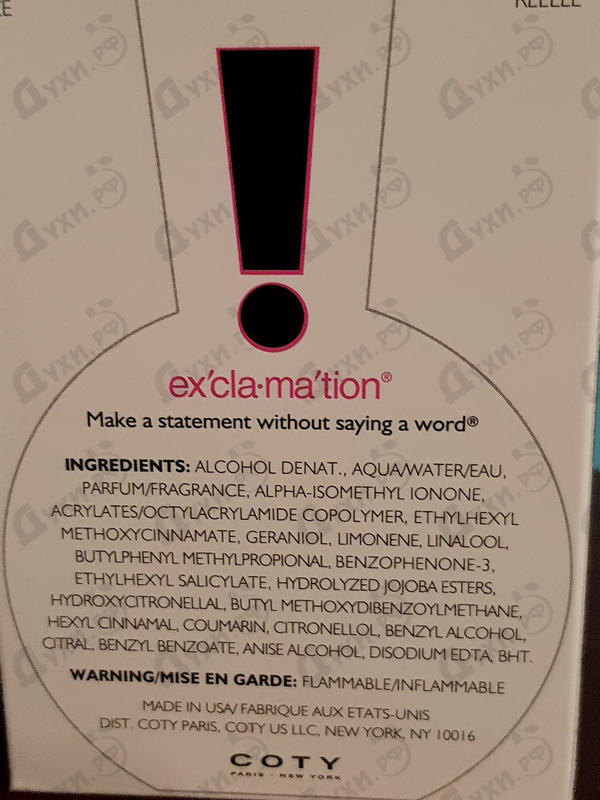 !
ex'cla·ma'tion®
Make a statement without saying a word®
INGREDIENTS: ALCOHOL DENAT., AQUA/WATER/EAU,
PARFUM/FRAGRANCE, ALPHA-ISOMETHYL IONONE,
ACRYLATES/OCTYLACRYLAMIDE COPOLYMER, ETHYLHEXYL
METHOXYCINNAMATE, GERANIOL, LIMONENE, LINALOOL,
BUTYLPHENYL METHYLPROPIONAL, BENZOPHENONE-3,
ETHYLHEXYL SALICYLATE, HYDROLYZED JOJOBA ESTERS,
HYDROXYCITRONELLAL, BUTYL METHOXYDIBENZOYLMETHANE,
HEXYL CINNAMAL, COUMARIN, CITRONELLOL, BENZYL ALCOHOL,
CITRAL, BENZYL BENZOATE, ANISE ALCOHOL, DISODIUM EDTA, BHT.
WARNING/MISE EN GARDE: FLAMMABLE/INFLAMMABLE
MADE IN USA/ FABRIQUE AUX ETATS-UNIS
DIST. COTY PARIS, COTY US LLC, NEW YORK, NY 10016
COTY
PARIS · NEW YORK
Духи.рф